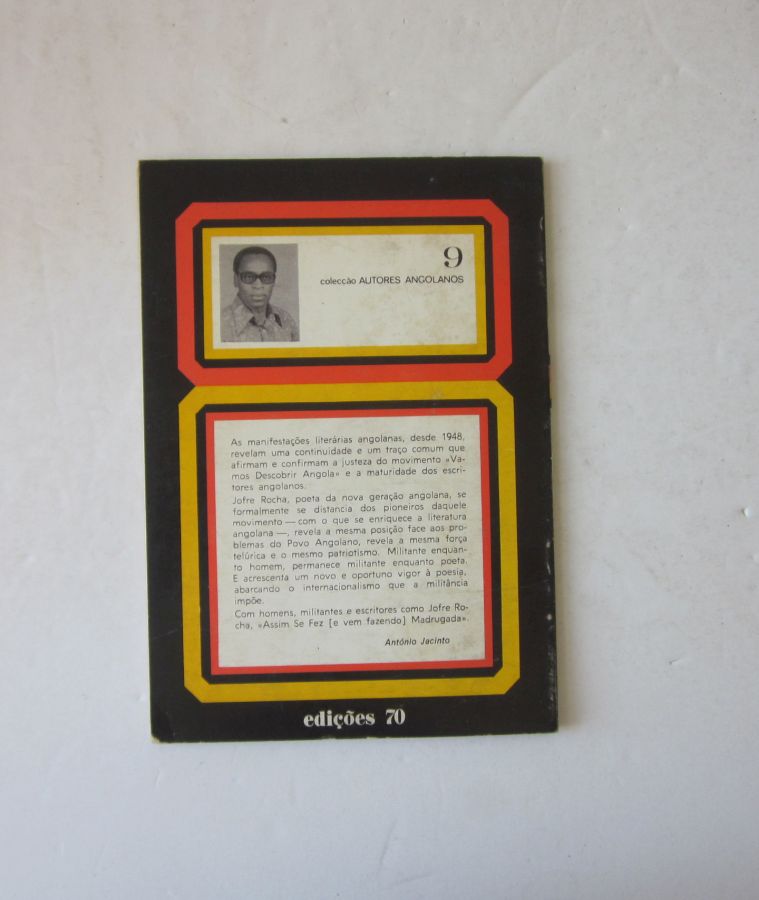 9
colecção AUTORES ANGOLANOS
As manifestações literárias angolanas, desde 1948,
revelam uma continuidade e um traço comum que
afirmam e confirmam a justeza do movimento «Va-
mos Descobrir Angola» e a maturidade dos escri-
tores angolanos.
Jofre Rocha, poeta da nova geração angolana, se
formalmente se distancia dos pioneiros daquele
movimento — com o que se enriquece a literatura
angolana —, revela a mesma posição face aos pro-
blemas do Povo Angolano, revela a mesma força
telúrica e o mesmo patriotismo. Militante enquan-
to homem, permanece militante enquanto poeta.
E acrescenta um novo e oportuno vigor à poesia,
abarcando o internacionalismo que a militância
impõe.
Com homens, militantes e escritores como Jofre Ro-
cha, «Assim Se Fez [e vem fazendo] Madrugada».
António Jacinto
edições 70